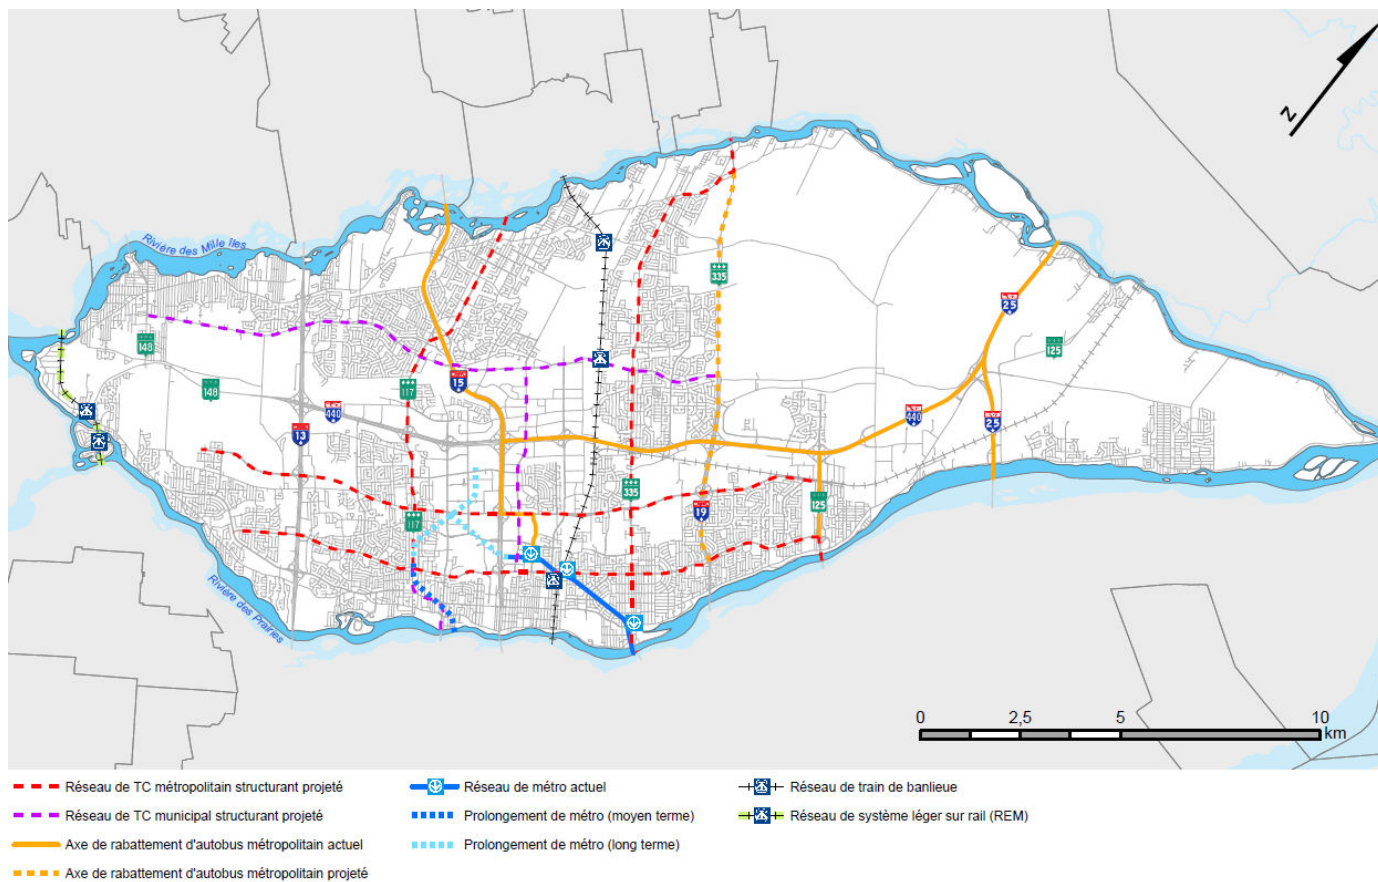 N
Rivière des Mille îles
335
25
148
125
15
148
117
440
440
25
13
335
117
19
125
Rivière des Prairies
0 2,5 5 10
km
Réseau de TC métropolitain structurant projeté
Réseau de TC municipal structurant projeté
Axe de rabattement d'autobus métropolitain actuel
Axe de rabattement d'autobus métropolitain projeté
Réseau de métro actuel
Prolongement de métro (moyen terme)
Prolongement de métro (long terme)
Réseau de train de banlieue
Réseau de système léger sur rail (REM)